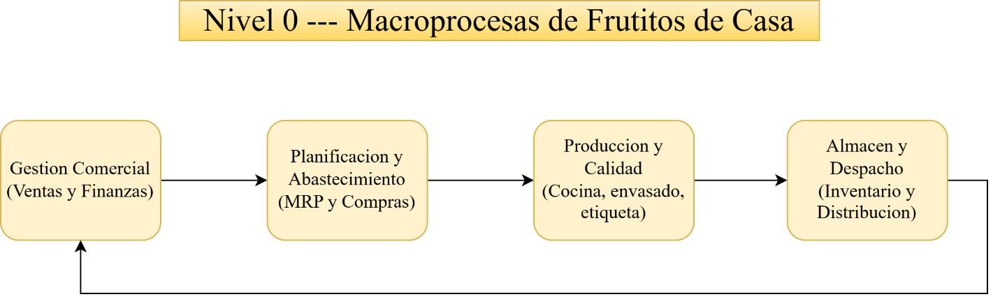 Nivel 0 --- Macroprocesas de Frutitos de Casa
Gestion Comercial
(Ventas y Finanzas)
Planificacion y
Abastecimiento
(MRP y Compras)
Produccion y
Calidad
(Cocina, envasado,
etiqueta)
Almacen y
Despacho
(Inventario y
Distribucion)